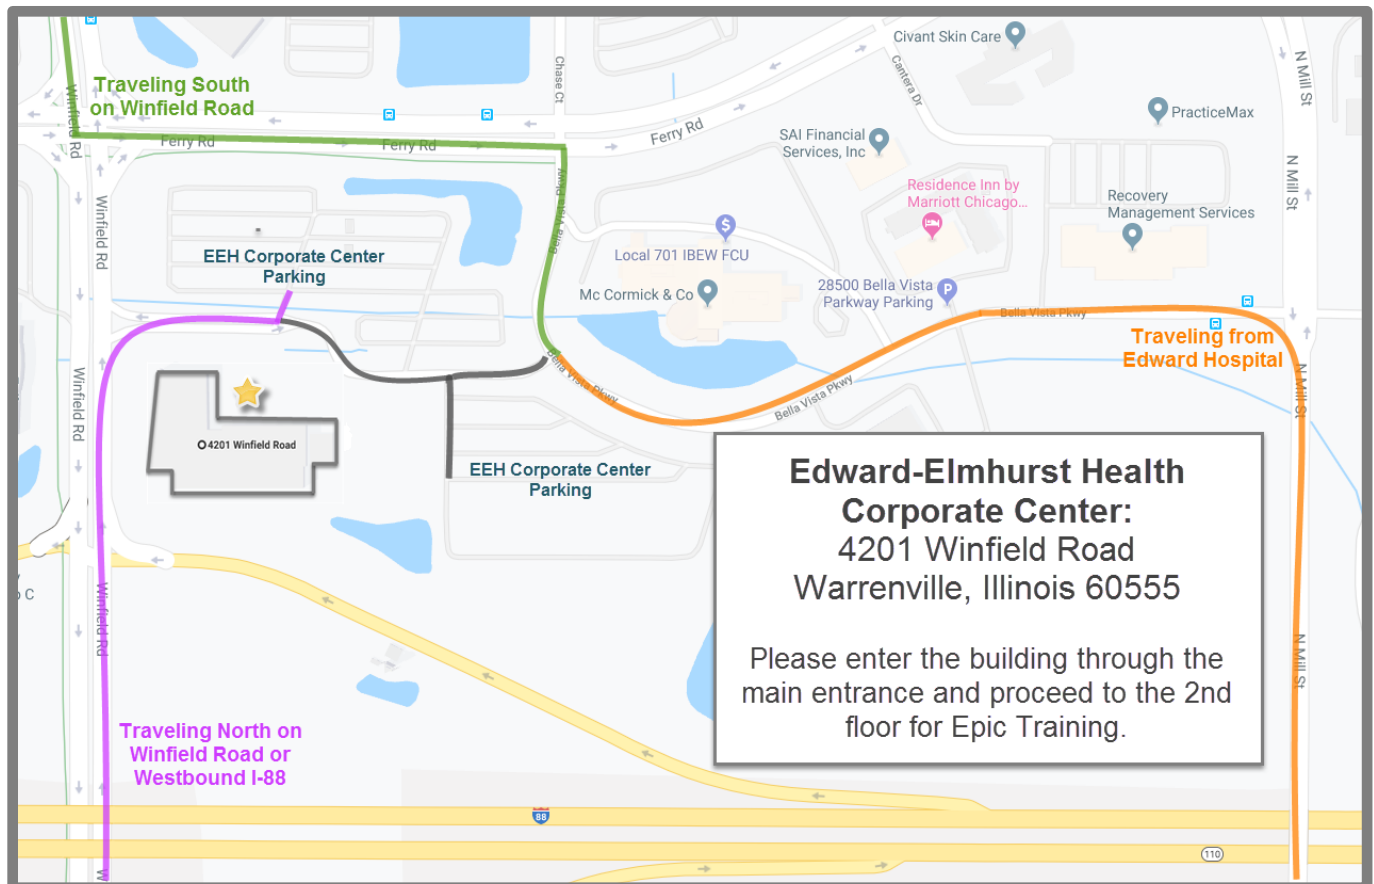 Civant Skin Care
Traveling South
on Winfield Road
Winfield Rd
Chase Ct
Cantera Dr
N Mill St
PracticeMax
Ferry Rd
Ferry Rd
Ferry Rd
SAI Financial
Services, Inc
N Mill St
Residence Inn by
Marriott Chicago...
Recovery
Management Services
Winfield Rd
Bella Vista Pkwy
EEH Corporate Center
Parking
$
Local 701 IBEW FCU
Mc Cormick & Co
28500 Bella Vista
Parkway Parking
P
Bella Vista Pkwy
Traveling from
Edward Hospital
Winfield Rd
Bella Vista Pkwy
Bella Vista Pkwy
N Mill St
4201 Winfield Road
EEH Corporate Center
Parking
Edward-Elmhurst Health
Corporate Center:
4201 Winfield Road
Warrenville, Illinois 60555
Please enter the building through the
main entrance and proceed to the 2nd
floor for Epic Training.
C
Winfield Rd
N Mill St
Traveling North on
Winfield Road or
Westbound I-88
88
110
W